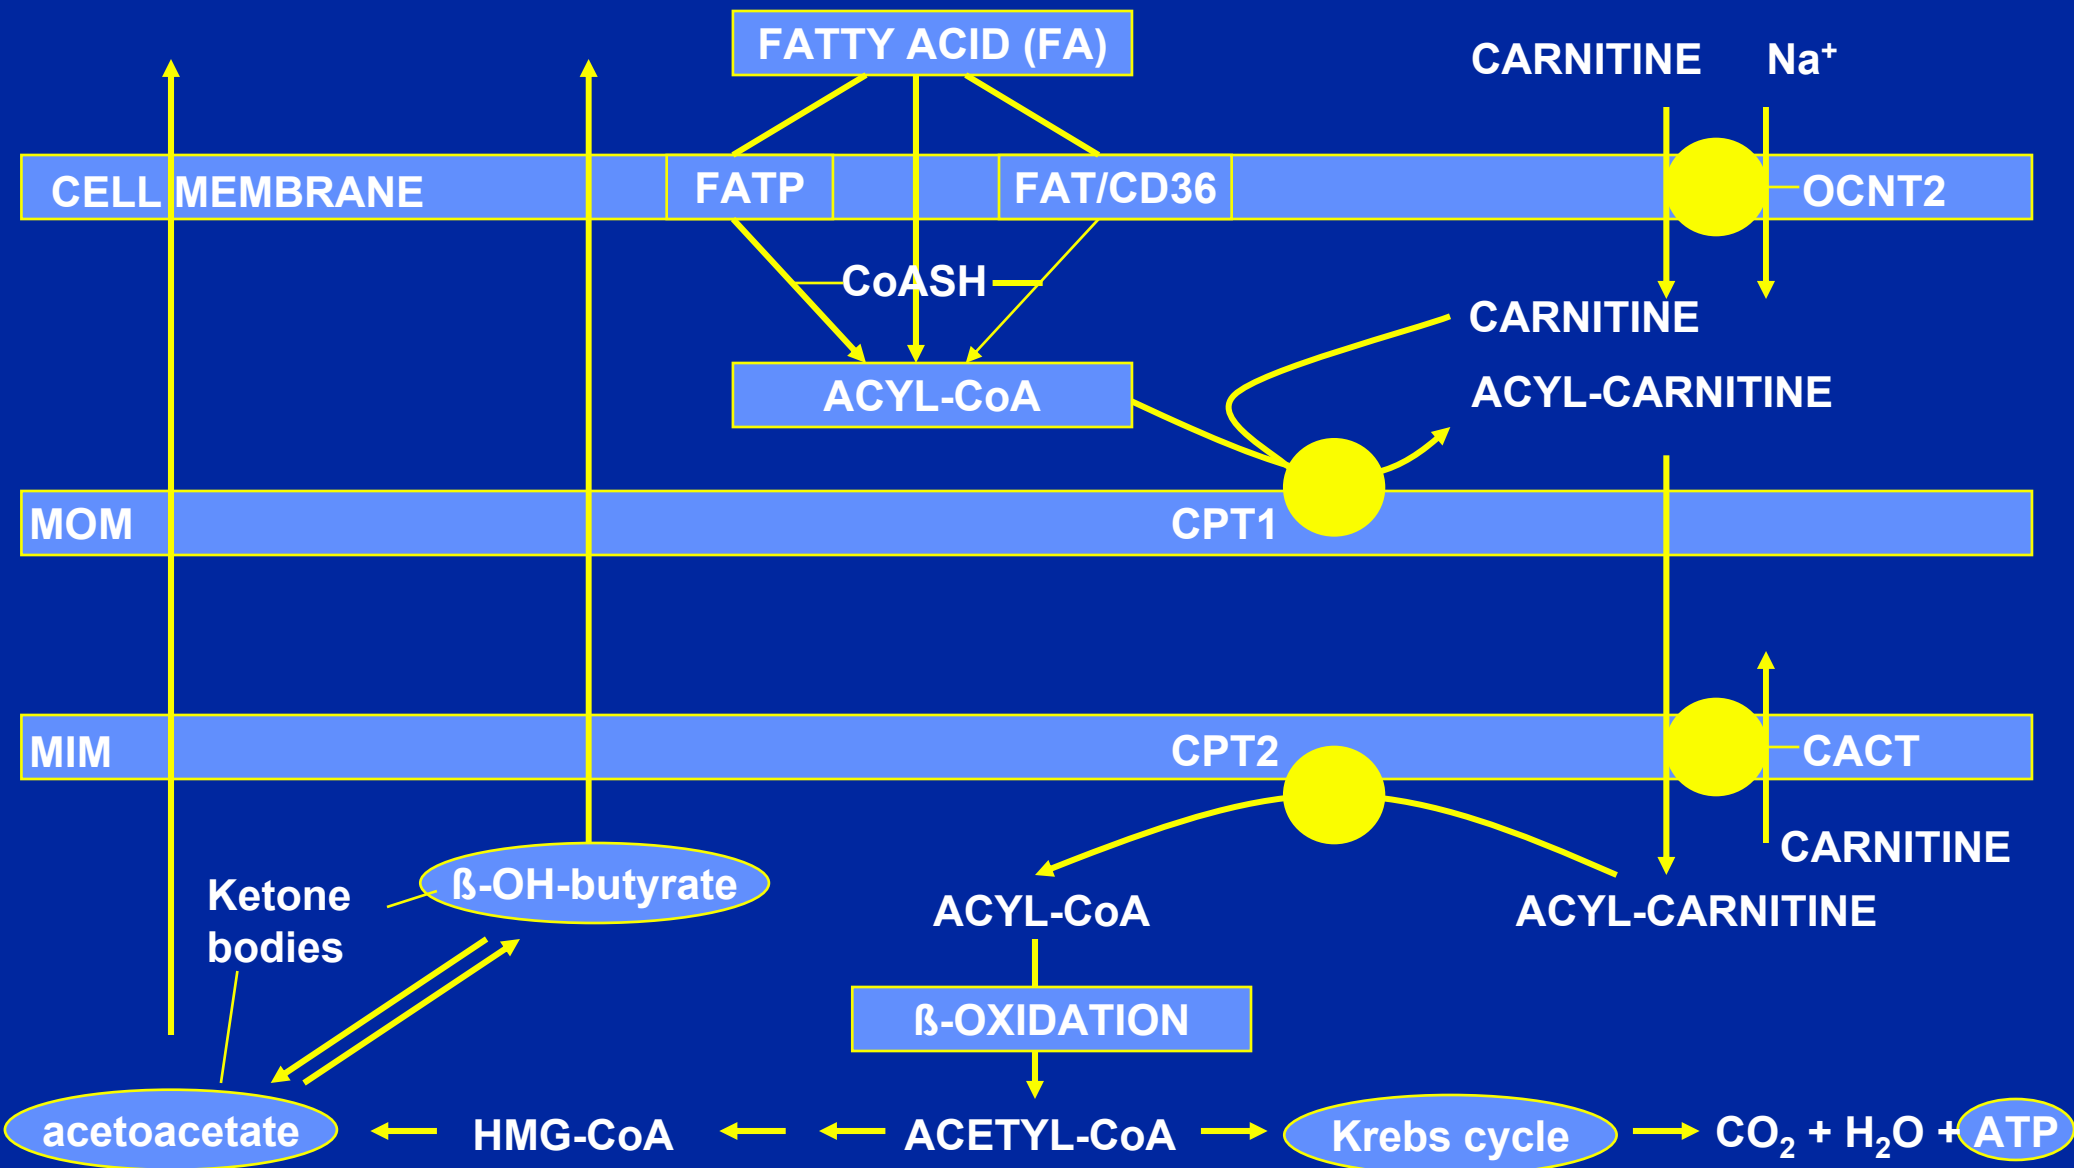 FATTY ACID (FA)
CARNITINE Na⁺
CELL MEMBRANE
FATP
FAT/CD36
OCNT2
CoASH
CARNITINE
ACYL-CoA
ACYL-CARNITINE
MOM
CPT1
MIM
CPT2
CACT
CARNITINE
Ketone
bodies
ß-OH-butyrate
ACYL-CoA
ACYL-CARNITINE
ß-OXIDATION
acetoacetate
HMG-CoA
ACETYL-CoA
Krebs cycle
CO₂ + H₂O + ATP